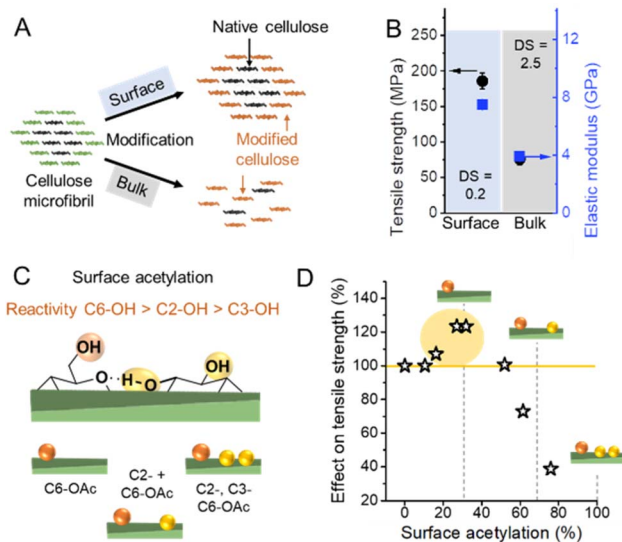 A
Native cellulose
Surface
Modification
Bulk
Cellulose
microfibril
Modified
cellulose
B
Tensile strength (MPa)
250
200
150
100
50
0
DS =
2.5
DS =
0.2
Surface Bulk
12
8
4
0
Elastic modulus (GPa)
C
Surface acetylation
Reactivity C6-OH > C2-OH > C3-OH
OH
O
H
O
OH
C6-OAc
C2- +
C6-OAc
C2-, C3-
C6-OAc
D
Effect on tensile strength (%)
140
120
100
80
60
40
20
0 20 40 60 80 100
Surface acetylation (%)